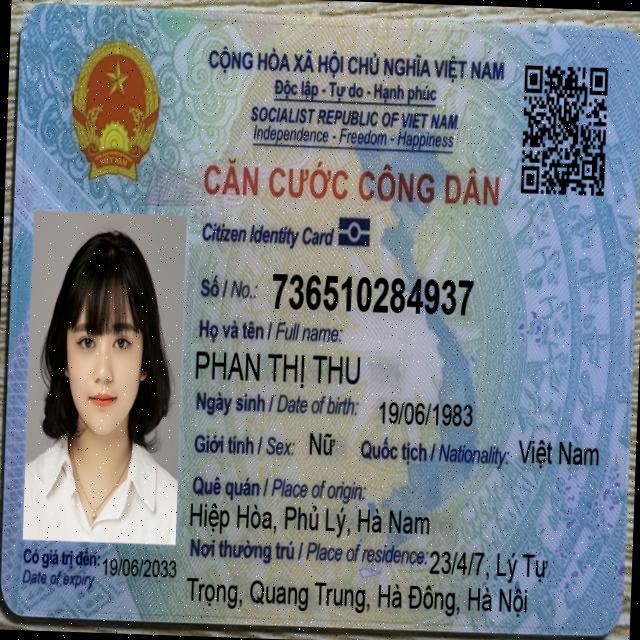 CỘNG HÒA XÃ HỘI CHỦ NGHĨA VIỆT NAM
Độc lập - Tự do - Hạnh phúc
SOCIALIST REPUBLIC OF VIET NAM
Independence - Freedom - Happiness
CĂN CƯỚC CÔNG DÂN
Citizen Identity Card
Số / No.: 736510284937
Họ và tên / Full name:
PHAN THỊ THU
Ngày sinh / Date of birth: 19/06/1983
Giới tịnh / Sex: Nữ Quốc tịch / Nationality: Việt Nam
Quê quán / Place of origin:
Hiệp Hòa, Phủ Lý, Hà Nam
Nơi thường trú / Place of residence: 23/4/7, Lý Tự
Trọng, Quang Trung, Hà Đông, Hà Nội
Có giá trị đến: 19/06/2033
Date of expiry